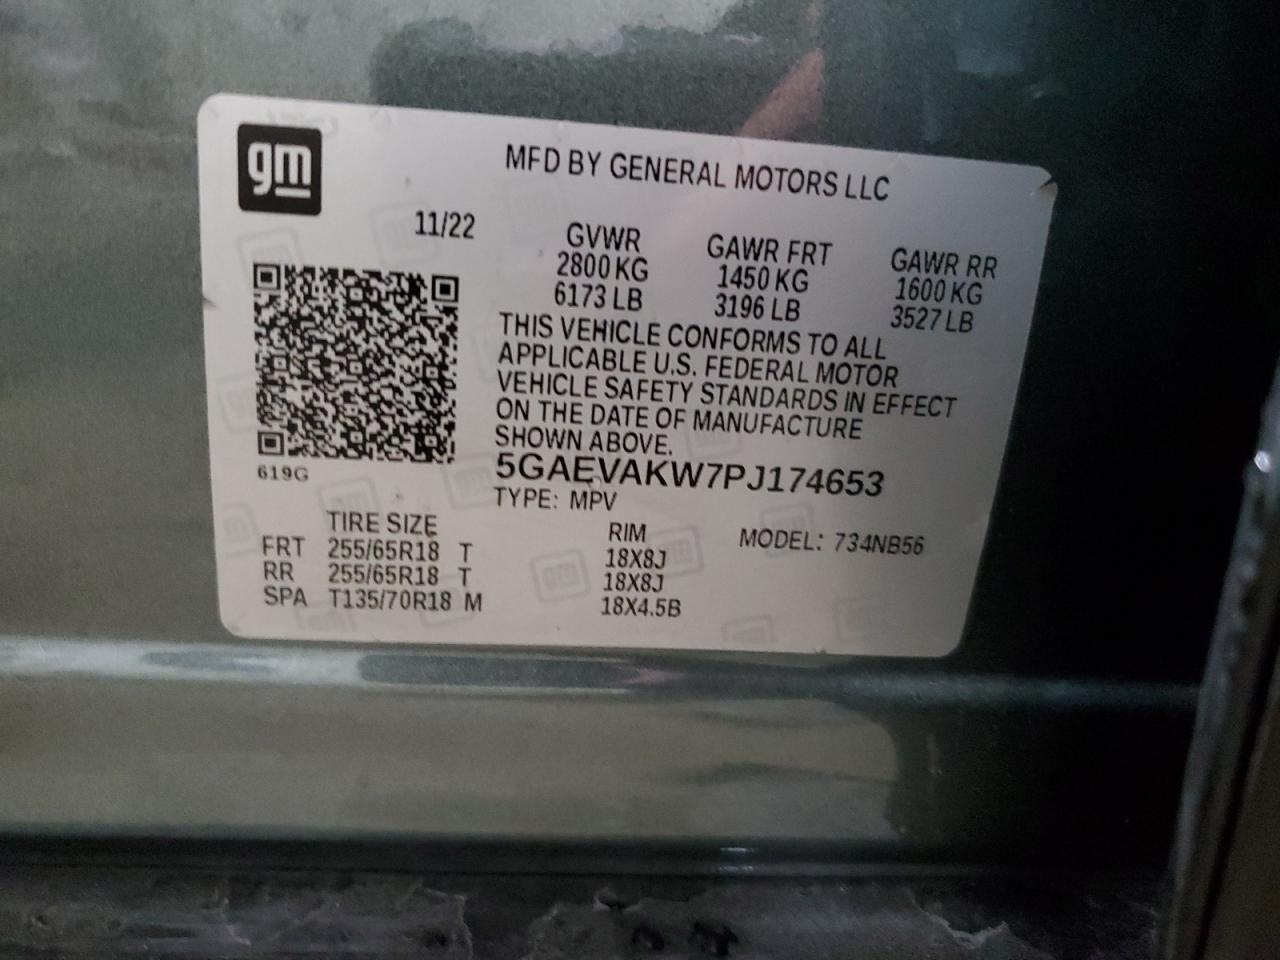 gm
MFD BY GENERAL MOTORS LLC
11/22
GVWR GAWR FRT GAWR RR
2800 KG 1450 KG 1600 KG
6173 LB 3196 LB 3527 LB
THIS VEHICLE CONFORMS TO ALL
APPLICABLE U.S. FEDERAL MOTOR
VEHICLE SAFETY STANDARDS IN EFFECT
ON THE DATE OF MANUFACTURE
SHOWN ABOVE.
619G
5GAEVAKW7PJ174653
TYPE: MPV
TIRE SIZE RIM MODEL: 734NB56
FRT 255/65R18 T 18X8J
RR 255/65R18 T 18X8J
SPA T135/70R18 M 18X4.5B